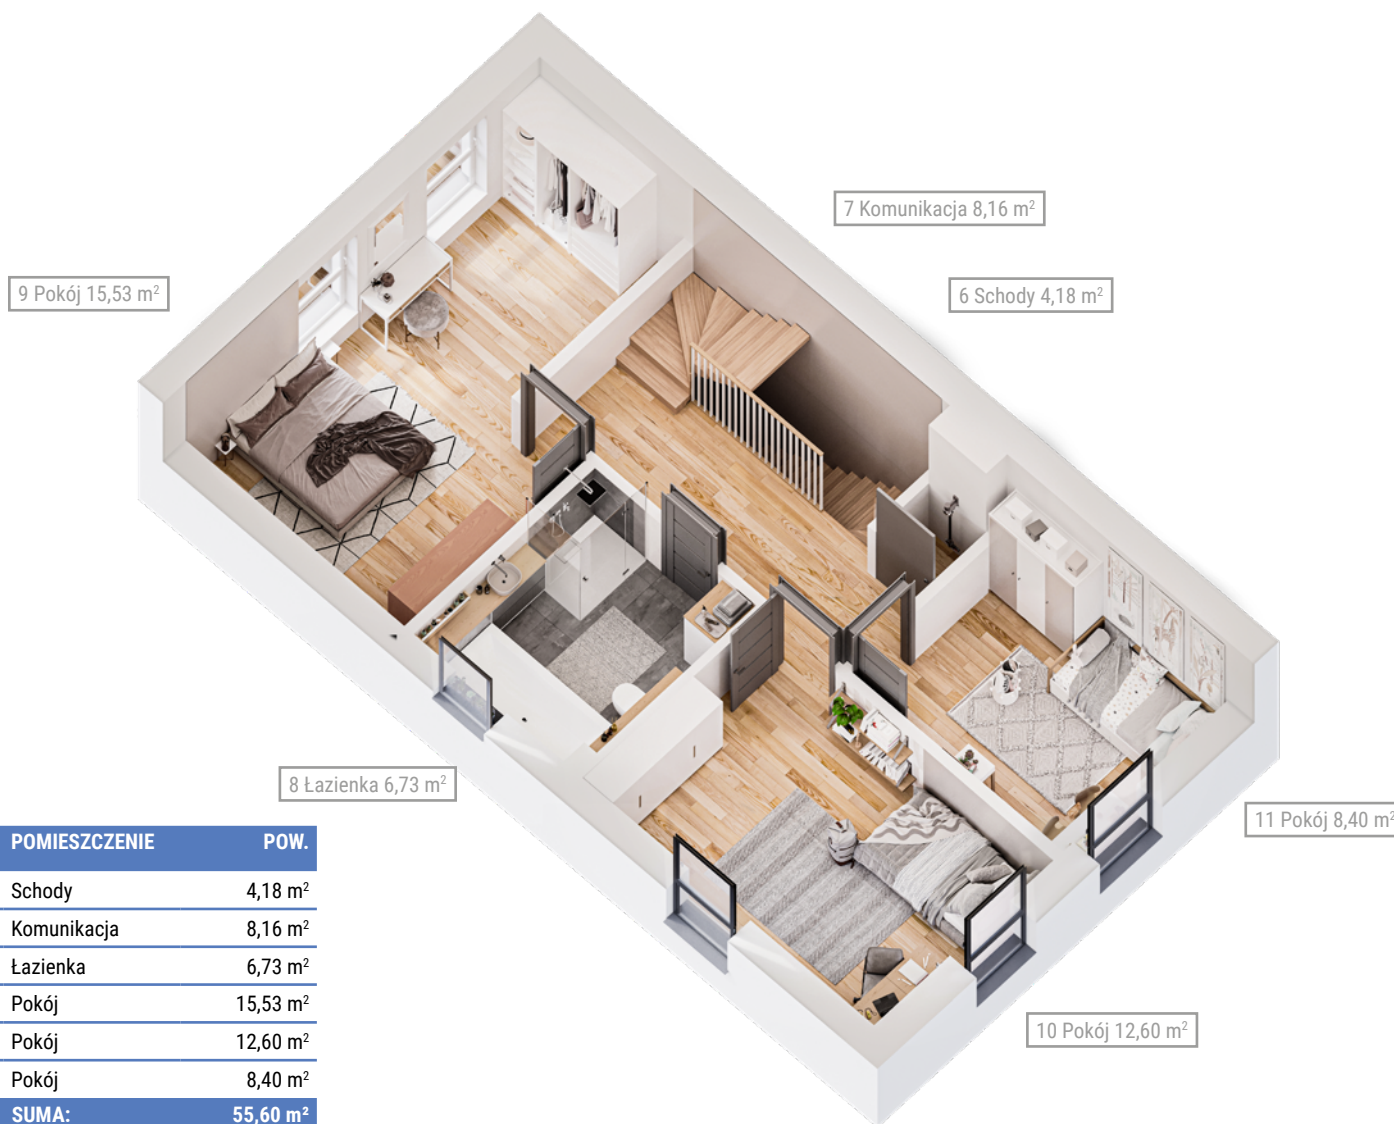 7 Komunikacja 8,16 m²
9 Pokój 15,53 m²
6 Schody 4,18 m²
8 Łazienka 6,73 m²
11 Pokój 8,40 m²
10 Pokój 12,60 m²
POMIESZCZENIE POW.
Schody 4,18 m²
Komunikacja 8,16 m²
Łazienka 6,73 m²
Pokój 15,53 m²
Pokój 12,60 m²
Pokój 8,40 m²
SUMA: 55,60 m²